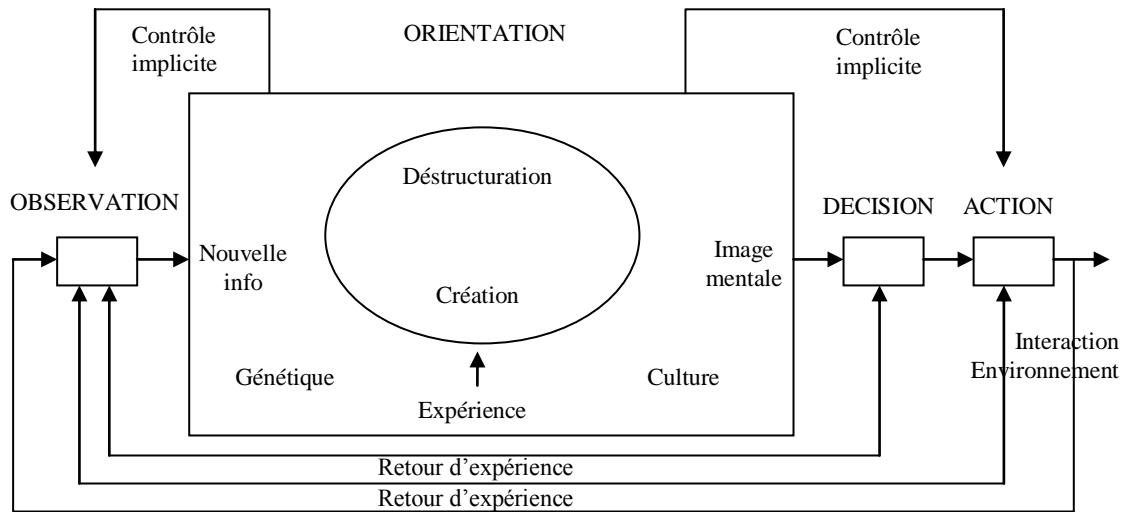 Contrôle
implicite
ORIENTATION
Contrôle
implicite
Déstructuration
OBSERVATION
DECISION
ACTION
Nouvelle
info
Image
mentale
Création
Interaction
Environnement
Génétique
Culture
Expérience
Retour d’expérience
Retour d’expérience